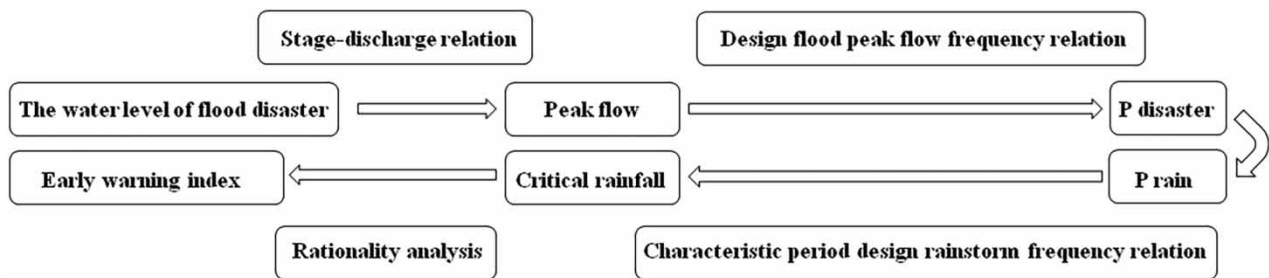 Stage-discharge relation
Design flood peak flow frequency relation
The water level of flood disaster
Peak flow
P disaster
Early warning index
Critical rainfall
P rain
Rationality analysis
Characteristic period design rainstorm frequency relation